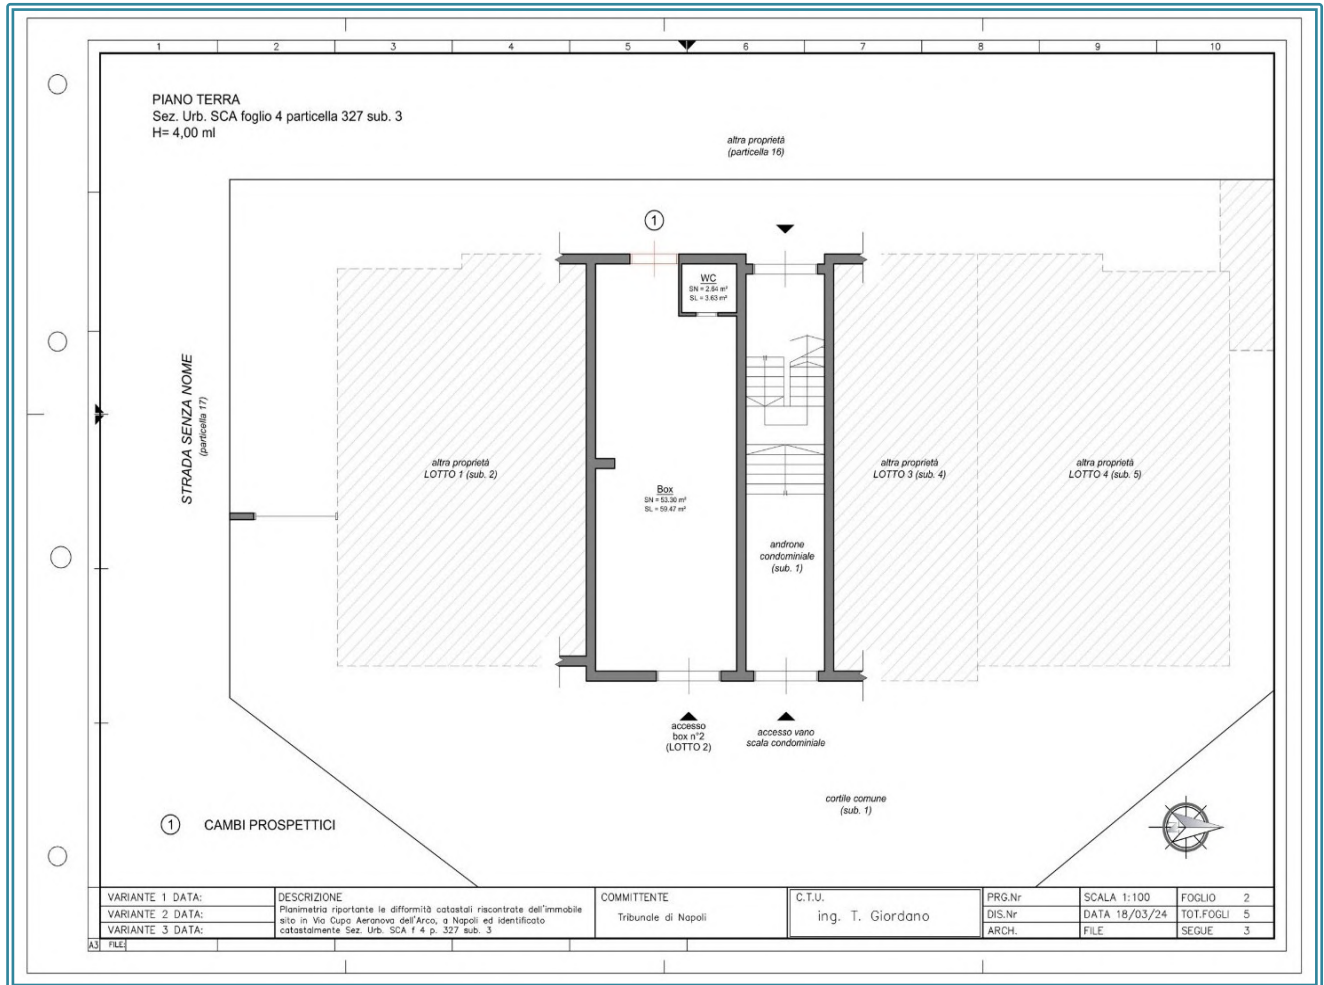 1 2 3 4 5 6 7 8 9 10
PIANO TERRA
Sez. Urb. SCA foglio 4 particella 327 sub. 3
H= 4,00 ml
altra proprietà
(particella 16)
1
WC
SN = 2.84 m²
SL = 3.63 m²
STRADA SENZA NOME
(particella 17)
altra proprietà
LOTTO 1 (sub. 2)
altra proprietà
LOTTO 3 (sub. 4)
altra proprietà
LOTTO 4 (sub. 5)
Box
SN = 53.30 m²
SL = 59.47 m²
androne
condominiale
(sub. 1)
accesso
box n°2
(LOTTO 2)
accesso vano
scala condominiale
cortile comune
(sub. 1)
1 CAMBI PROSPETTICI
VARIANTE 1 DATA:
VARIANTE 2 DATA:
VARIANTE 3 DATA:
DESCRIZIONE
Planimetria riportante le difformità catastali riscontrate dell'immobile
sito in Via Cupa Aeranova dell'Arco, a Napoli ed identificato
catastalmente Sez. Urb. SCA f 4 p. 327 sub. 3
COMMITTENTE
Tribunale di Napoli
C.T.U.
ing. T. Giordano
PRG.Nr
DIS.Nr
ARCH.
SCALA 1:100
DATA 18/03/24
FILE
FOGLIO 2
TOT.FOGLI 5
SEGUE 3
A3 FILE: